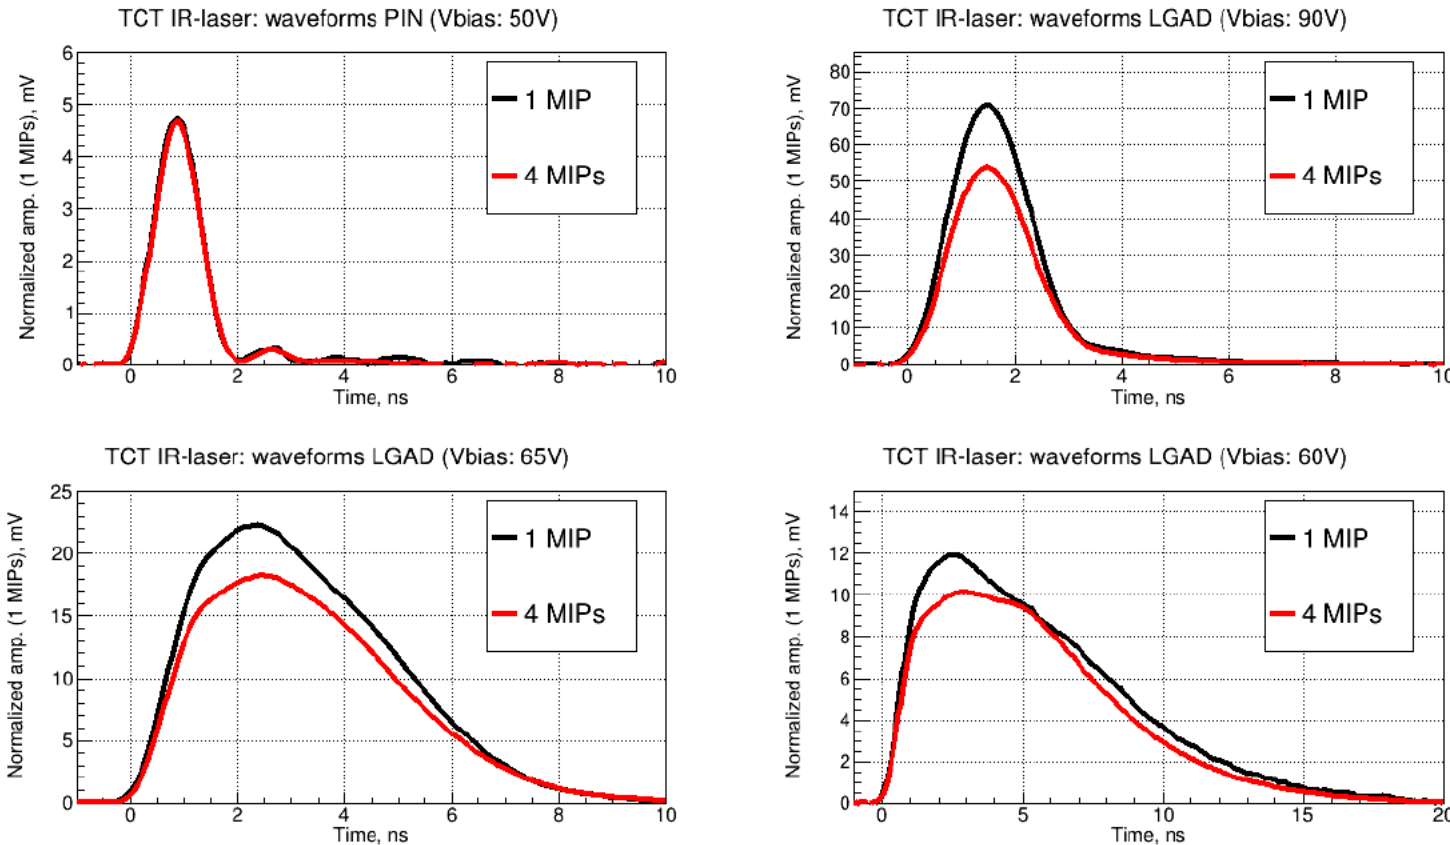 TCT IR-laser: waveforms PIN (Vbias: 50V)
Normalized amp. (1 MIPs), mV
6
5
4
3
2
1
0
1 MIP
4 MIPs
0 2 4 6 8 10
Time, ns
TCT IR-laser: waveforms LGAD (Vbias: 90V)
Normalized amp. (1 MIPs), mV
80
70
60
50
40
30
20
10
0
1 MIP
4 MIPs
0 2 4 6 8 10
Time, ns
TCT IR-laser: waveforms LGAD (Vbias: 65V)
Normalized amp. (1 MIPs), mV
25
20
15
10
5
0
1 MIP
4 MIPs
0 2 4 6 8 10
Time, ns
TCT IR-laser: waveforms LGAD (Vbias: 60V)
Normalized amp. (1 MIPs), mV
14
12
10
8
6
4
2
0
1 MIP
4 MIPs
0 5 10 15 20
Time, ns